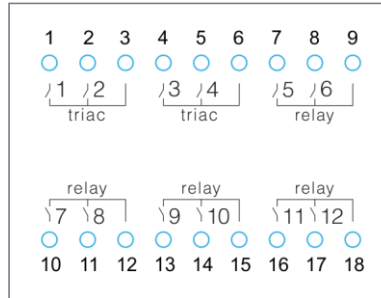 1 2 3 4 5 6 7 8 9
1 2 3 4 5 6
triac triac relay
relay relay relay
7 8 9 10 11 12
10 11 12 13 14 15 16 17 18